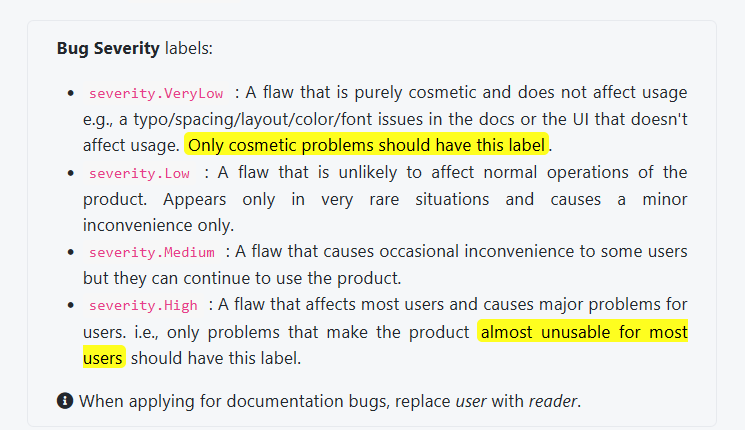 Bug Severity labels:
• severity.VeryLow : A flaw that is purely cosmetic and does not affect usage
e.g., a typo/spacing/layout/color/font issues in the docs or the UI that doesn't
affect usage. Only cosmetic problems should have this label.
• severity.Low : A flaw that is unlikely to affect normal operations of the
product. Appears only in very rare situations and causes a minor
inconvenience only.
• severity.Medium : A flaw that causes occasional inconvenience to some users
but they can continue to use the product.
• severity.High : A flaw that affects most users and causes major problems for
users. i.e., only problems that make the product almost unusable for most
users should have this label.
When applying for documentation bugs, replace user with reader.